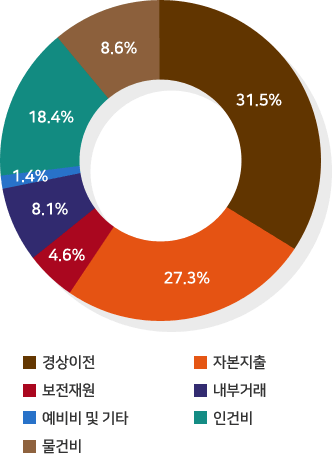 8.6%
31.5%
18.4%
1.4%
8.1%
4.6%
27.3%
경상이전 자본지출
보전재원 내부거래
예비비 및 기타 인건비
물건비